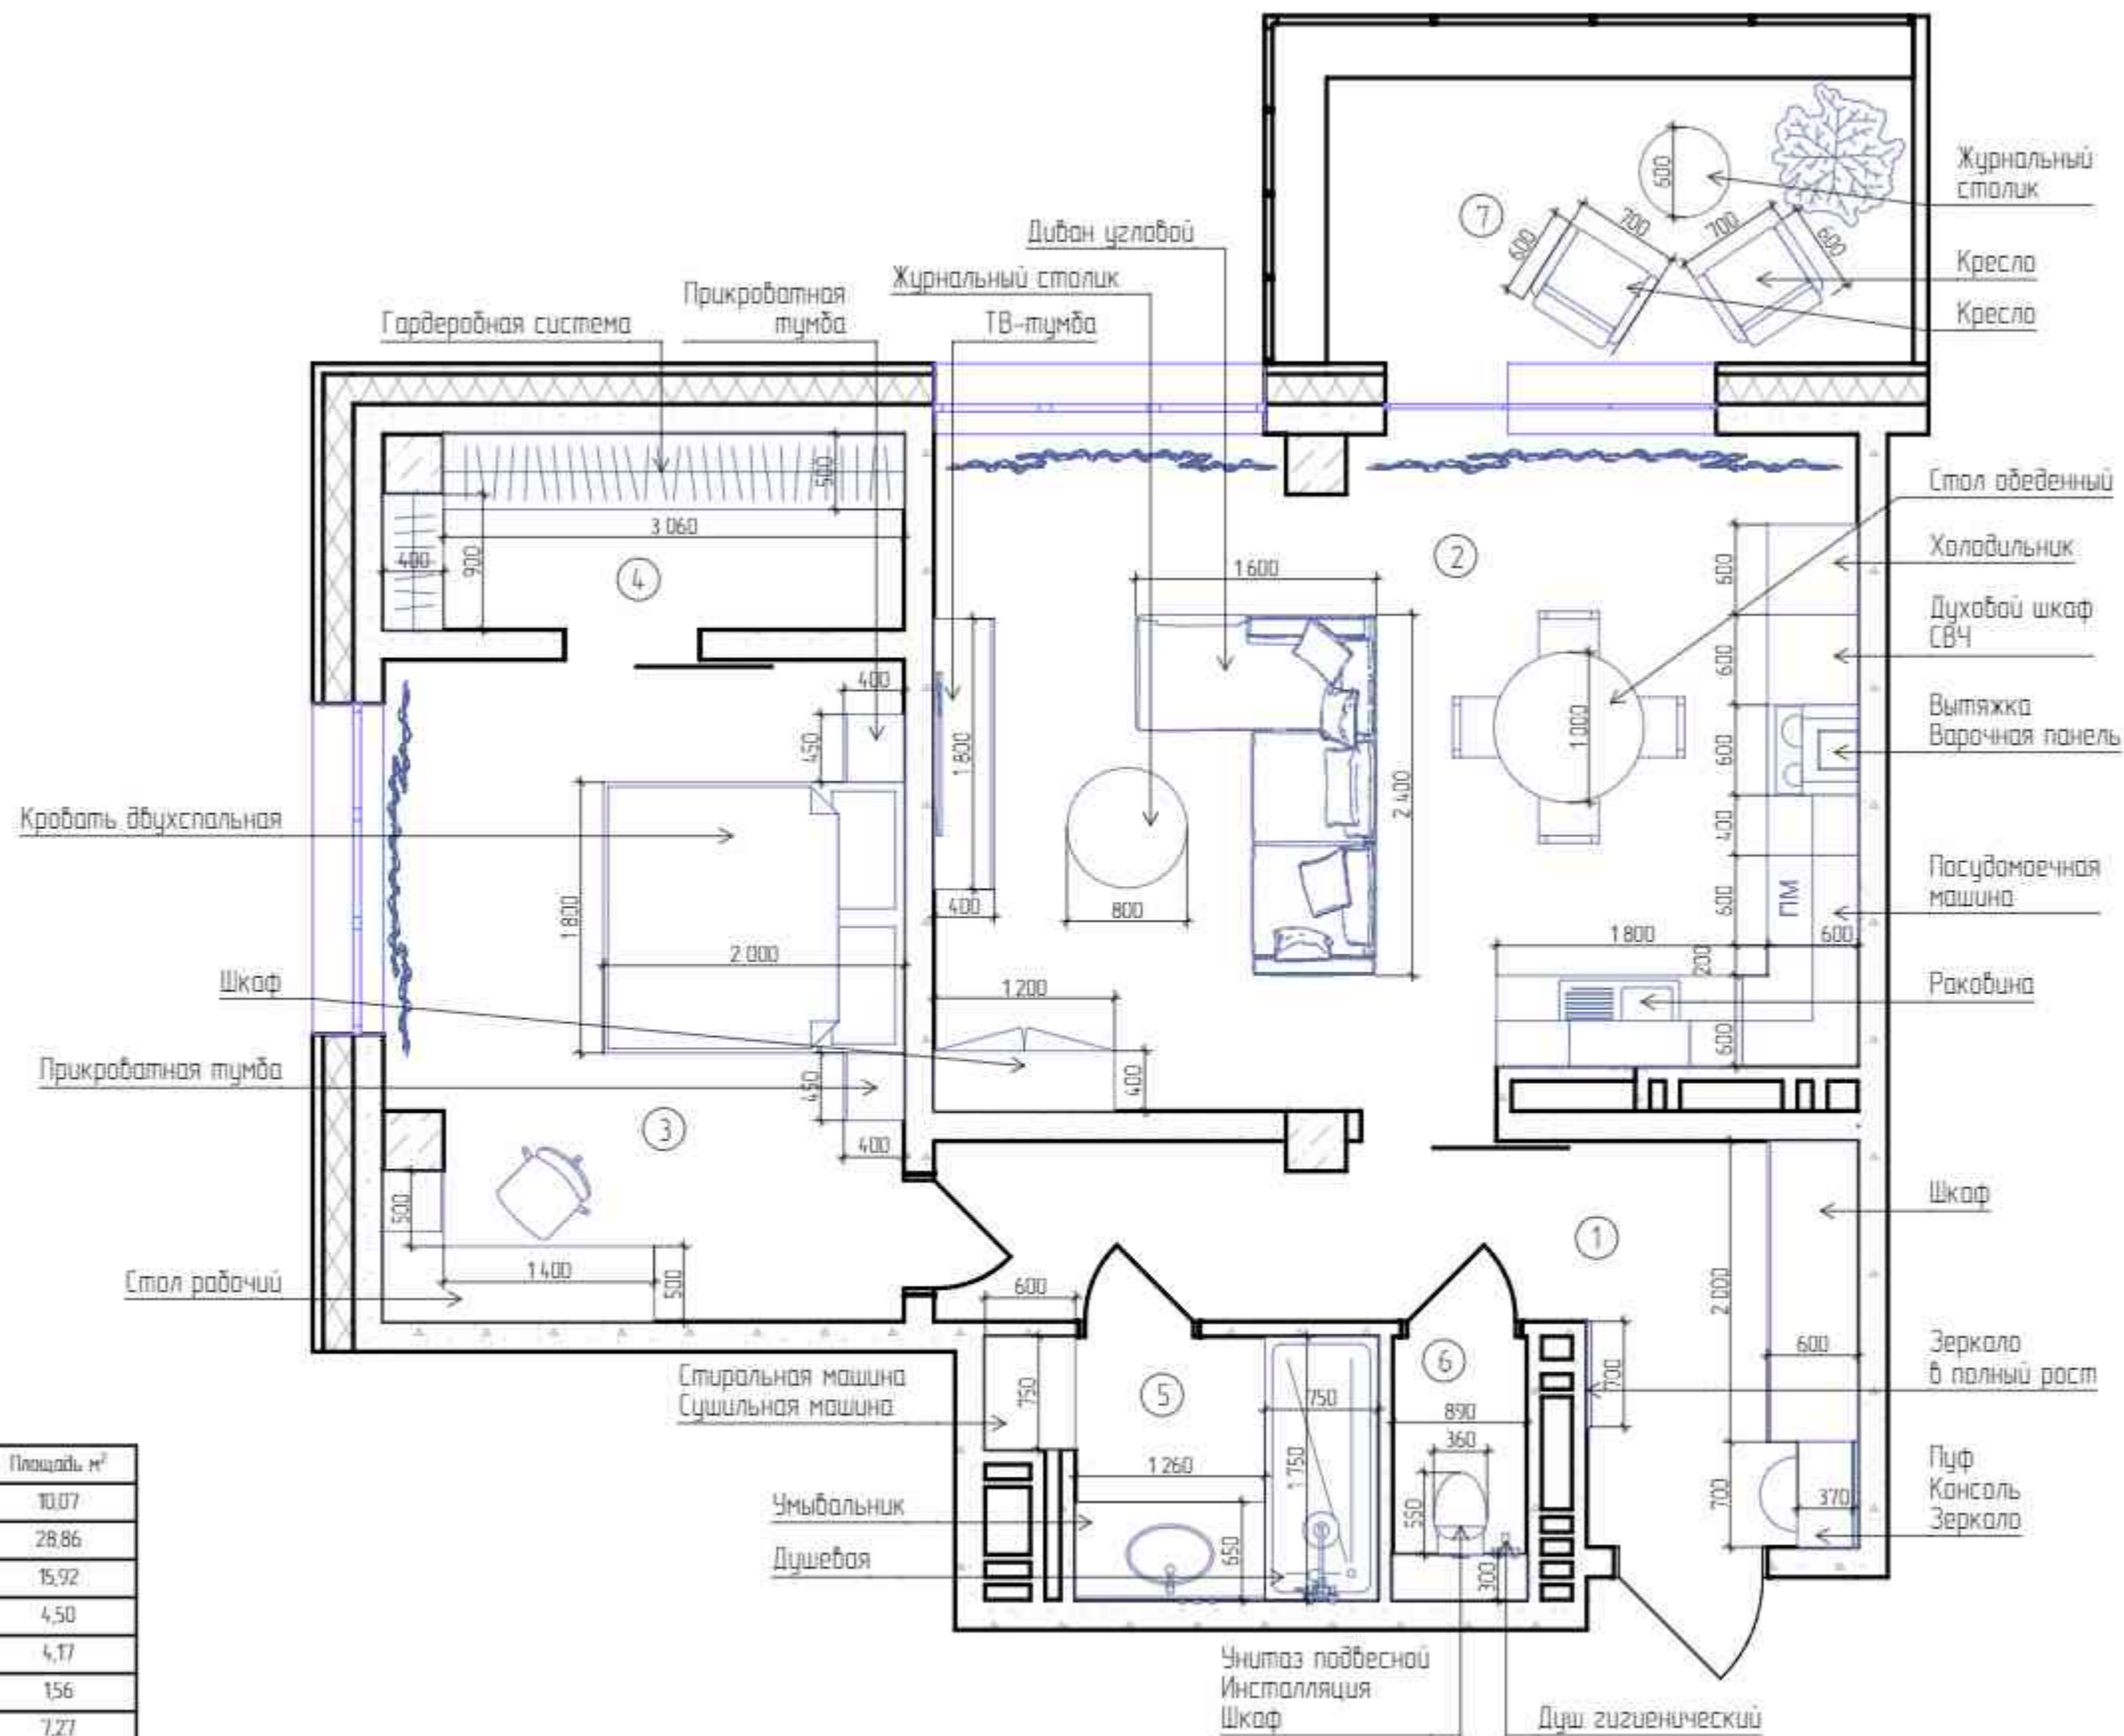 Журнальный
столик
7
600
600
700
700
600
Кресло
Кресло
Диван угловой
Журнальный столик
ТВ-тумба
Прикроватная
тумба
Гардеробная система
500
3 060
400
900
4
2
1 600
Стол обеденный
Холодильник
600
Духовой шкаф
СВЧ
600
Вытяжка
Варочная панель
600
400
450
1 800
1 000
2 400
400
Кровать двухспальная
1 800
2 000
400
800
600
ПМ
Посудомоечная
машина
1 800
600
200
Раковина
600
Шкаф
1 200
400
Прикроватная тумба
450
3
400
500
1 400
500
Стол рабочий
1
Шкаф
2 000
600
600
Стиральная машина
Сушильная машина
750
5
750
6
890
360
700
Зеркало
в полный рост
1 260
1 750
550
700
370
Пуф
Консоль
Зеркало
Умывальник
650
300
Душевая
Унитаз подвесной
Инсталляция
Шкаф
Душ гигиенический
Площадь м²
10,07
28,86
15,92
4,50
4,17
1,56
7,27